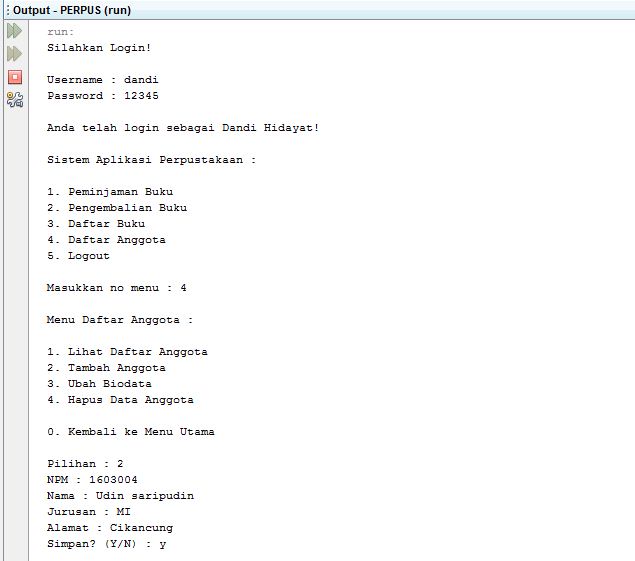 Output - PERPUS (run)
run:
Silahkan Login!
Username : dandi
Password : 12345
Anda telah login sebagai Dandi Hidayat!
Sistem Aplikasi Perpustakaan :
1. Peminjaman Buku
2. Pengembalian Buku
3. Daftar Buku
4. Daftar Anggota
5. Logout
Masukkan no menu : 4
Menu Daftar Anggota :
1. Lihat Daftar Anggota
2. Tambah Anggota
3. Ubah Biodata
4. Hapus Data Anggota
0. Kembali ke Menu Utama
Pilihan : 2
NPM : 1603004
Nama : Udin saripudin
Jurusan : MI
Alamat : Cikancung
Simpan? (Y/N) : y